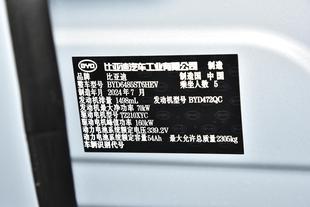 BYD 比亚迪汽车工业有限公司 制造
品牌 比亚迪 制造国 中国
整车型号 BYD6485ST6HEV 乘坐人数 5
制造年月 2024年7月
发动机排量 1498mL 发动机型号 BYD472QC
发动机最大净功率 70kW
驱动电机型号 TZ210XYC
驱动电机峰值功率 160kW
动力电池系统额定电压 339.2V
动力电池系统额定容量 54Ah 最大允许总质量 2305kg
车辆识别代号